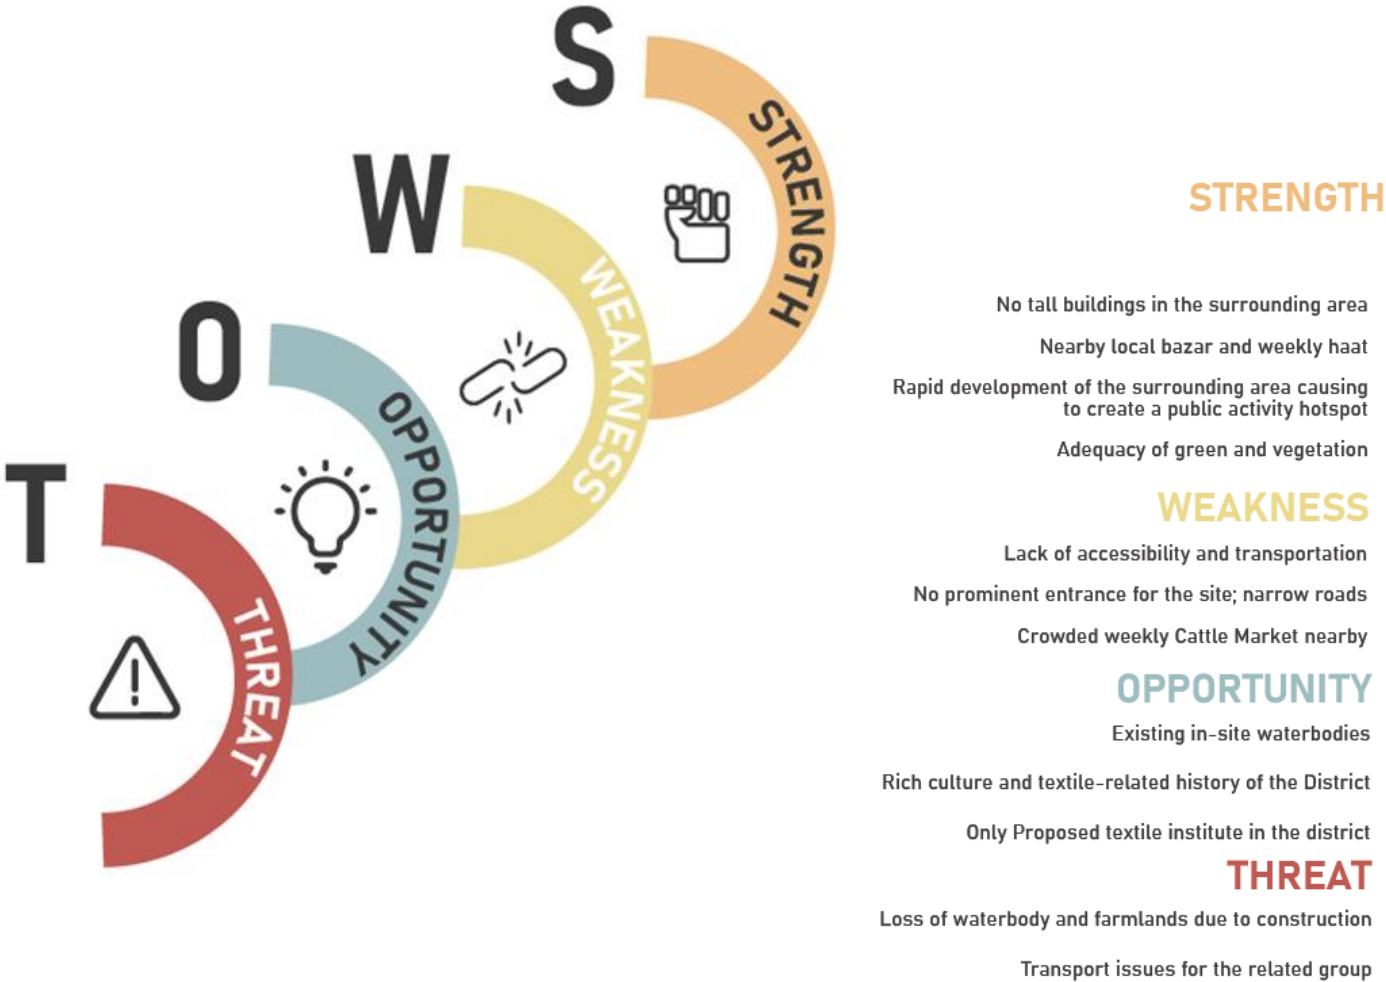 S
STRENGTH
W
WEAKNESS
O
OPPORTUNITY
T
THREAT
STRENGTH
No tall buildings in the surrounding area
Nearby local bazar and weekly haat
Rapid development of the surrounding area causing
to create a public activity hotspot
Adequacy of green and vegetation
WEAKNESS
Lack of accessibility and transportation
No prominent entrance for the site; narrow roads
Crowded weekly Cattle Market nearby
OPPORTUNITY
Existing in-site waterbodies
Rich culture and textile-related history of the District
Only Proposed textile institute in the district
THREAT
Loss of waterbody and farmlands due to construction
Transport issues for the related group